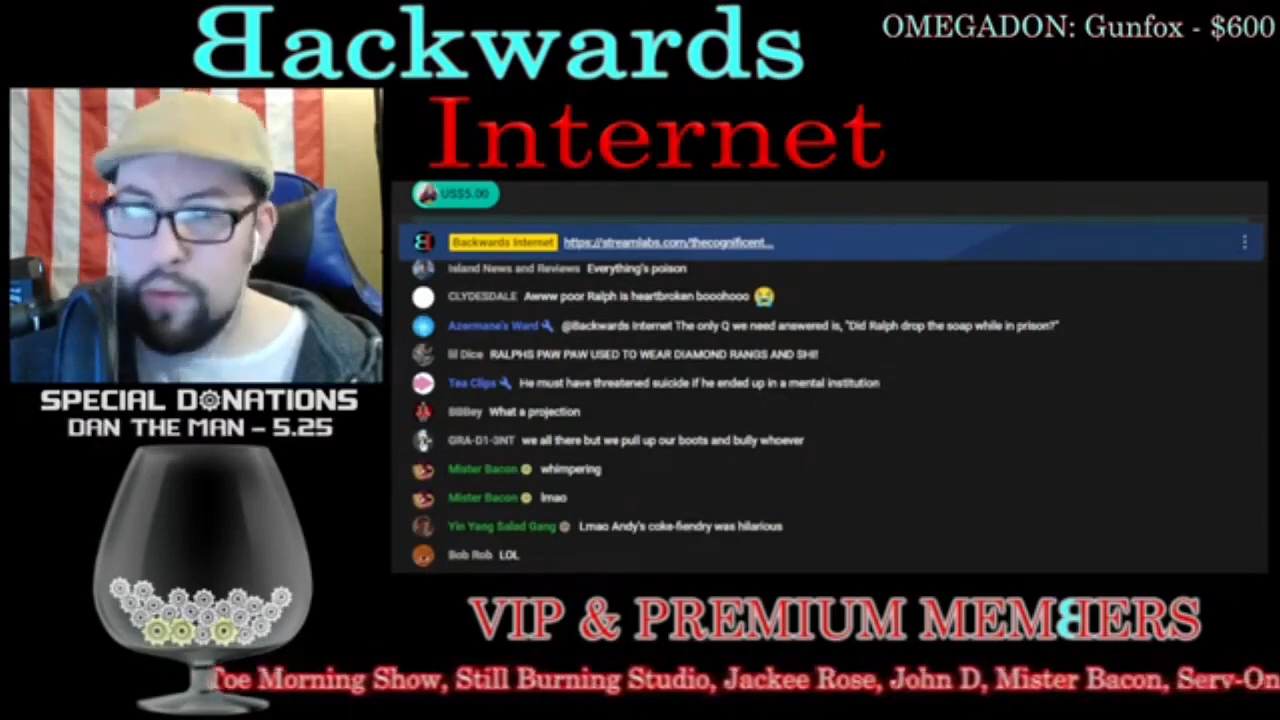 Backwards
OMEGADON: Gunfox - $600
Internet
US$5.00
Backwards Internet https://streamlabs.com/thecognificent...
Island News and Reviews Everything's poison
CLYDESDALE Awww poor Ralph is heartbroken booohooo
Azermane's Ward @Backwards Internet The only Q we need answered is, "Did Ralph drop the soap while in prison?"
lil Dice RALPHS PAW PAW USED TO WEAR DIAMOND RANGS AND SHI!
Tea Clips He must have threatened suicide if he ended up in a mental institution
BBBey What a projection
GRA-D1-3NT we all there but we pull up our boots and bully whoever
Mister Bacon whimpering
Mister Bacon lmao
Yin Yang Salad Gang Lmao Andy's coke-fiendry was hilarious
Bob Rob LOL
SPECIAL DONATIONS
DAN THE MAN – 5.25
VIP & PREMIUM MEMBERS
Toe Morning Show, Still Burning Studio, Jackee Rose, John D, Mister Bacon, Serv-On